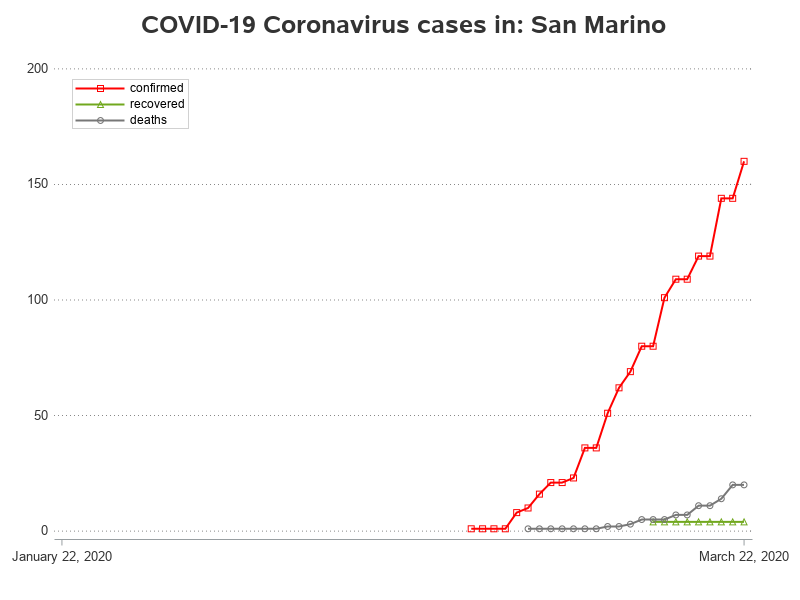 COVID-19 Coronavirus cases in: San Marino
200
confirmed
recovered
deaths
150
100
50
0
January 22, 2020
March 22, 2020